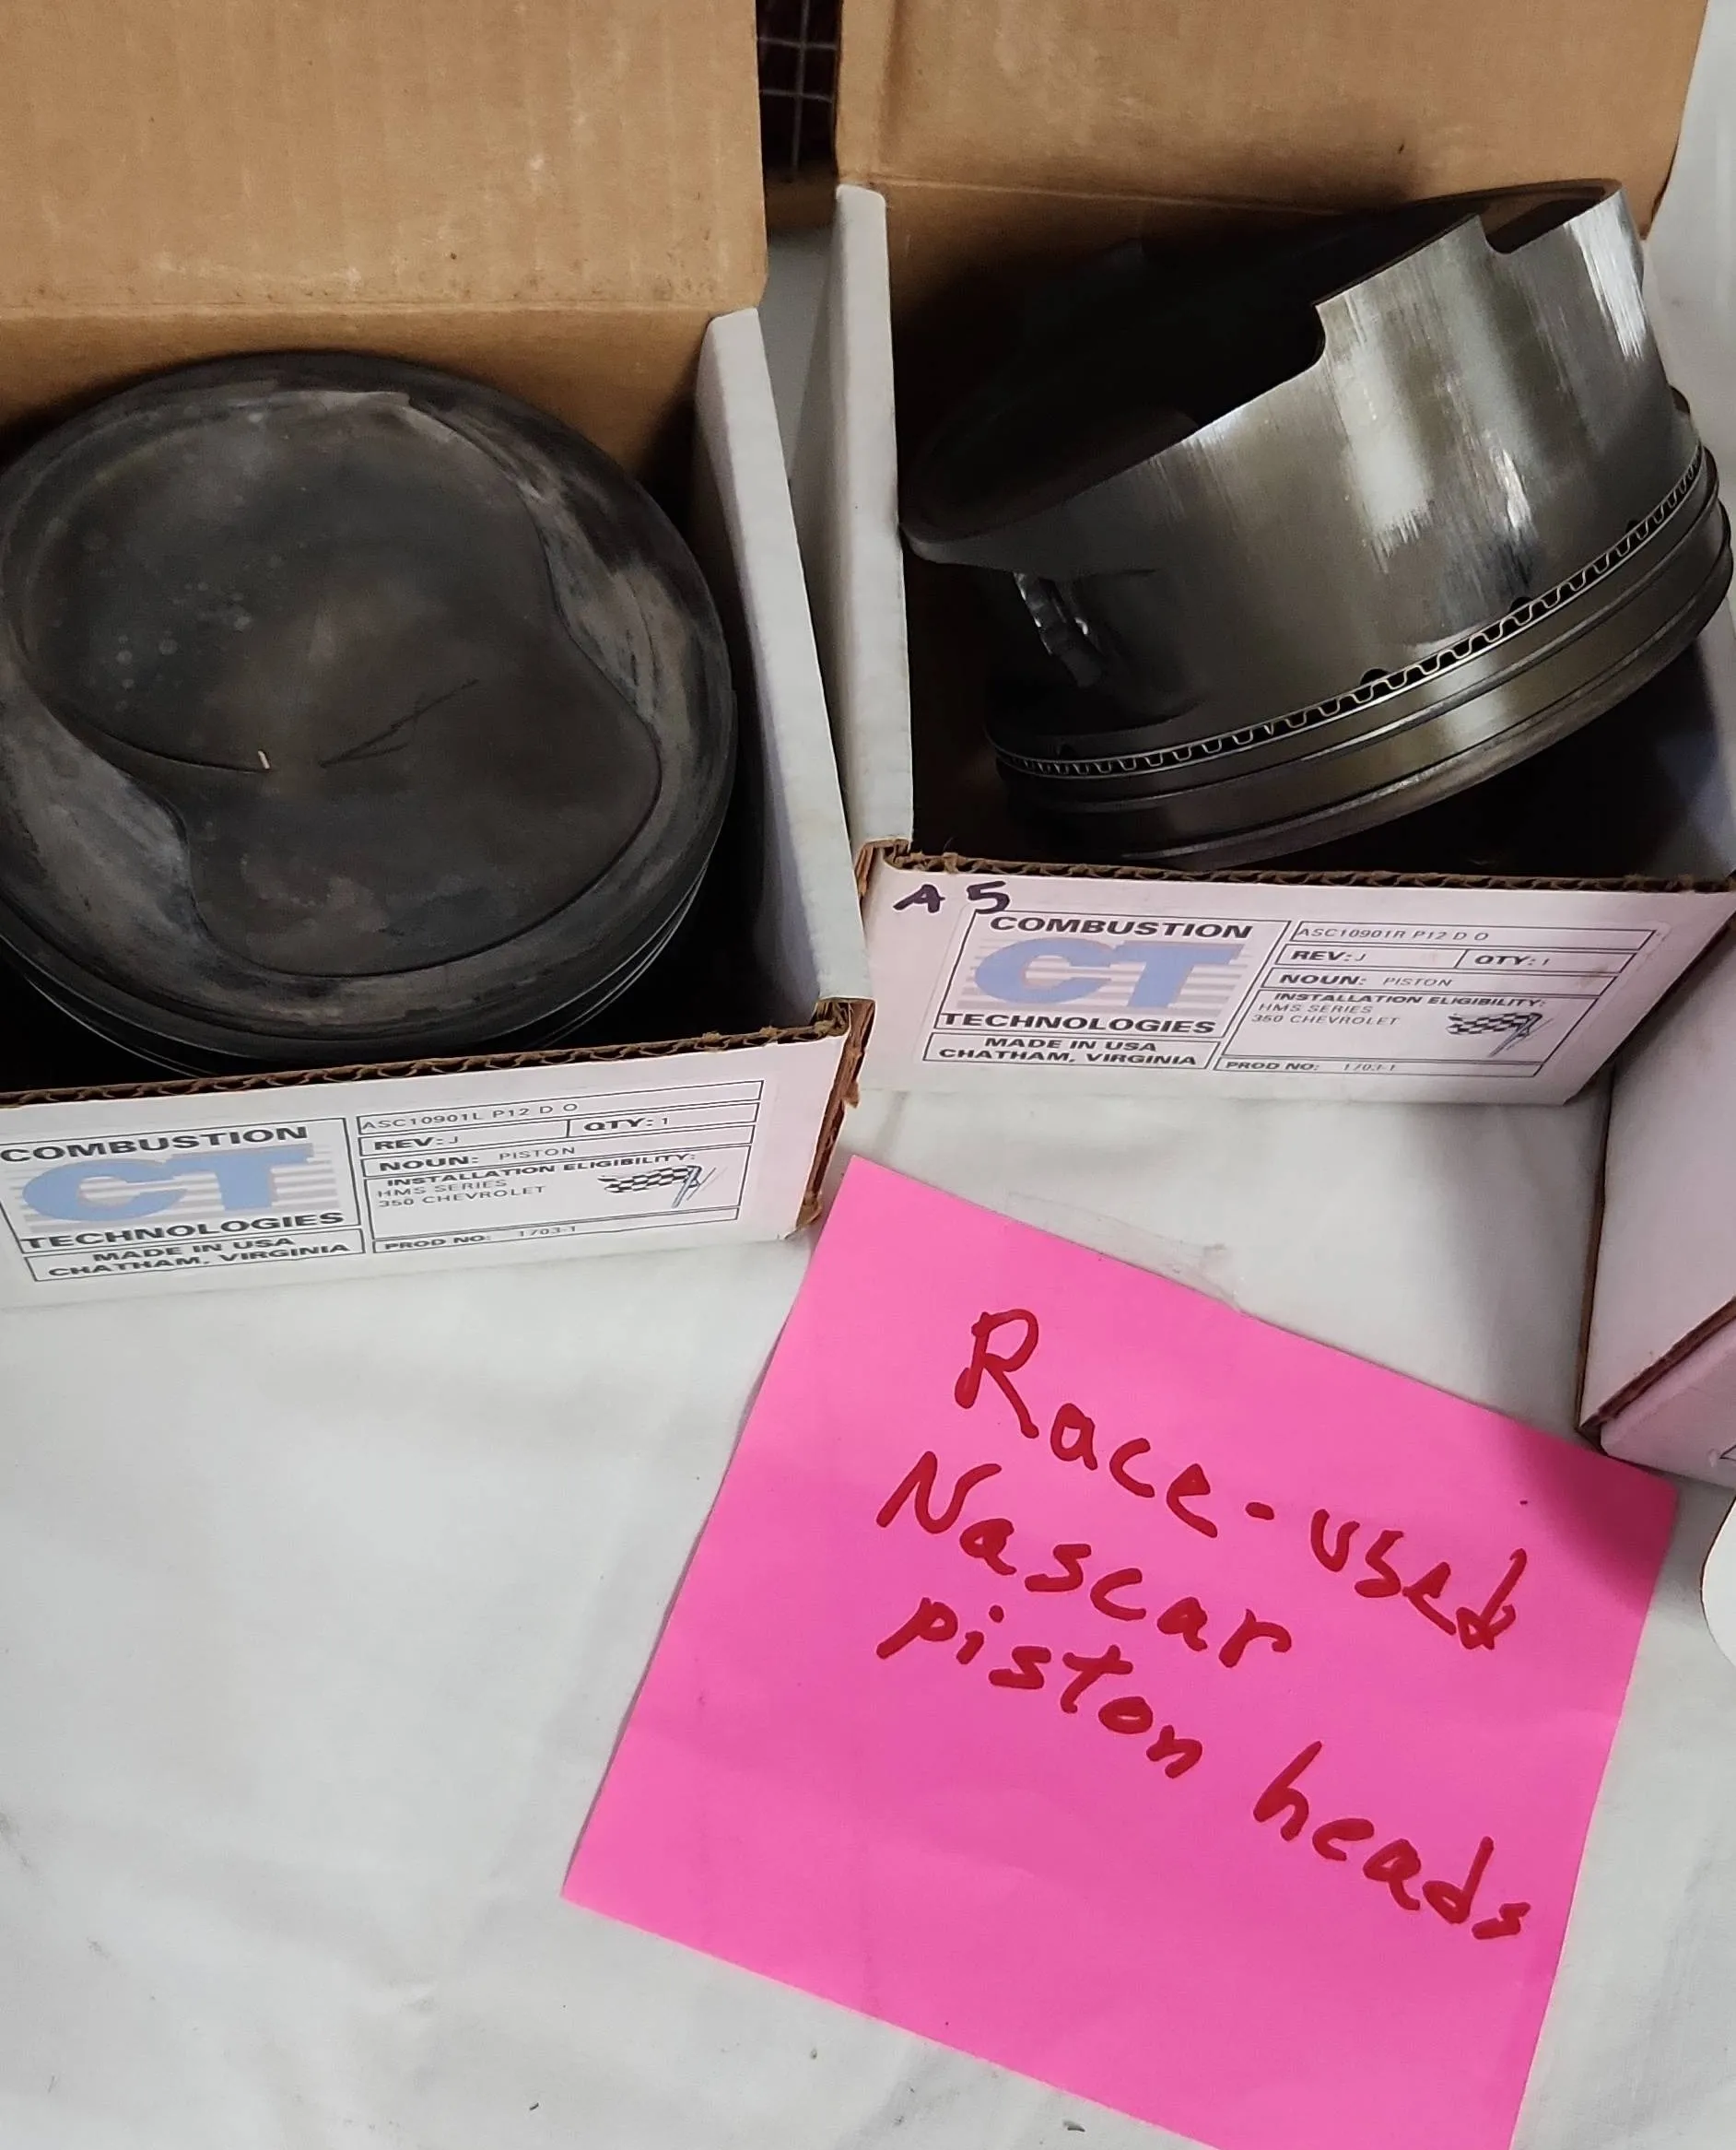 A 5
COMBUSTION
CT
TECHNOLOGIES
MADE IN USA
CHATHAM, VIRGINIA
ASC10901R P12 D O
REV: J QTY: 1
NOUN: PISTON
INSTALLATION ELIGIBILITY:
HMS SERIES
350 CHEVROLET
PROD NO: 1703-1
COMBUSTION
CT
TECHNOLOGIES
MADE IN USA
CHATHAM, VIRGINIA
ASC10901L P12 D O
REV: J QTY: 1
NOUN: PISTON
INSTALLATION ELIGIBILITY:
HMS SERIES
350 CHEVROLET
PROD NO: 1703-1
Race-used
Nascar
piston heads